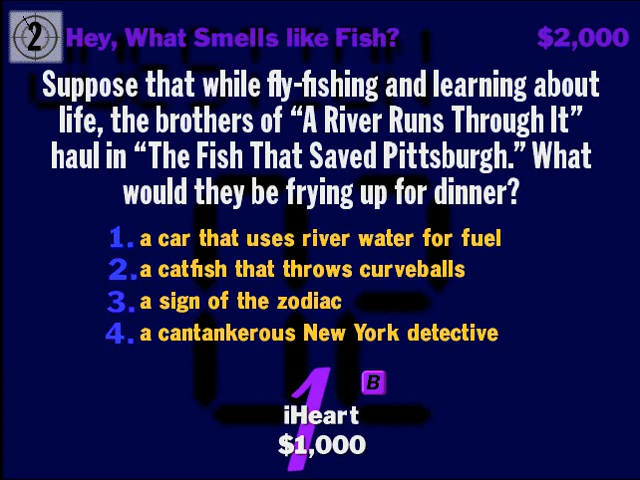 2 Hey, What Smells like Fish? $2,000
Suppose that while fly-fishing and learning about
life, the brothers of “A River Runs Through It”
haul in “The Fish That Saved Pittsburgh.” What
would they be frying up for dinner?
1. a car that uses river water for fuel
2. a catfish that throws curveballs
3. a sign of the zodiac
4. a cantankerous New York detective
1 B
iHeart
$1,000